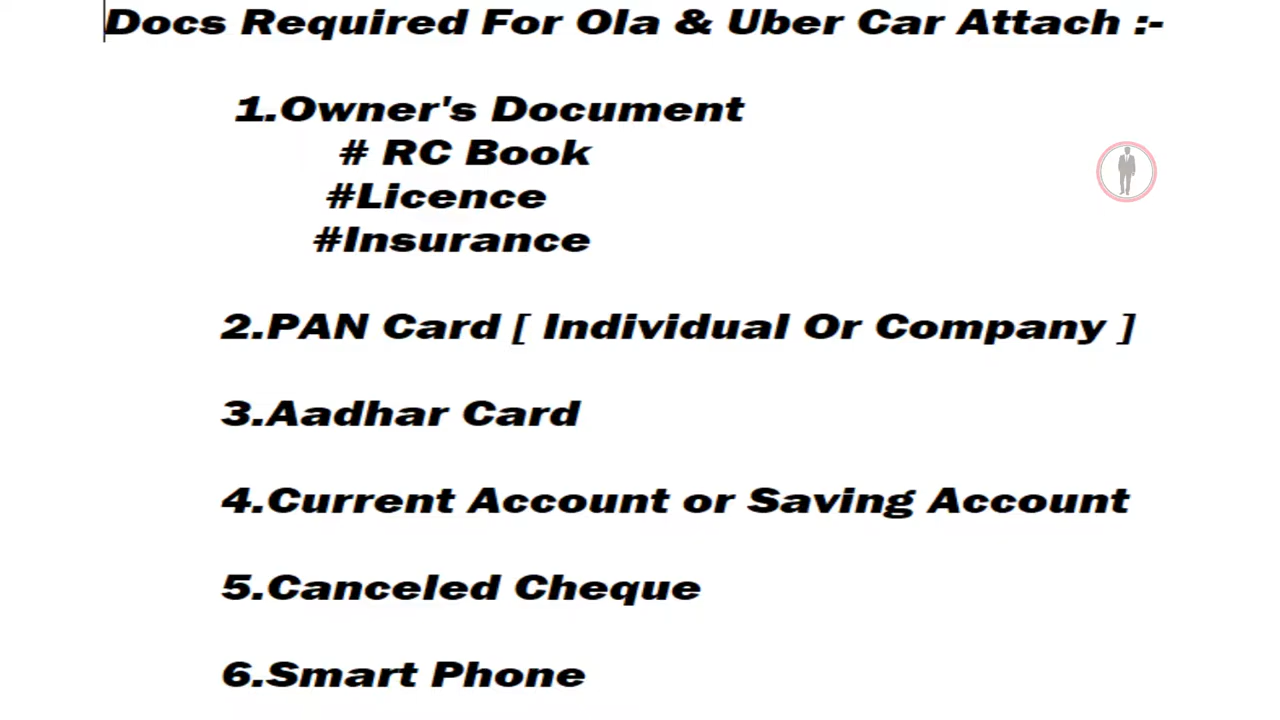 Docs Required For Ola & Uber Car Attach :-
1.Owner's Document
# RC Book
#Licence
#Insurance
2.PAN Card [ Individual Or Company ]
3.Aadhar Card
4.Current Account or Saving Account
5.Canceled Cheque
6.Smart Phone